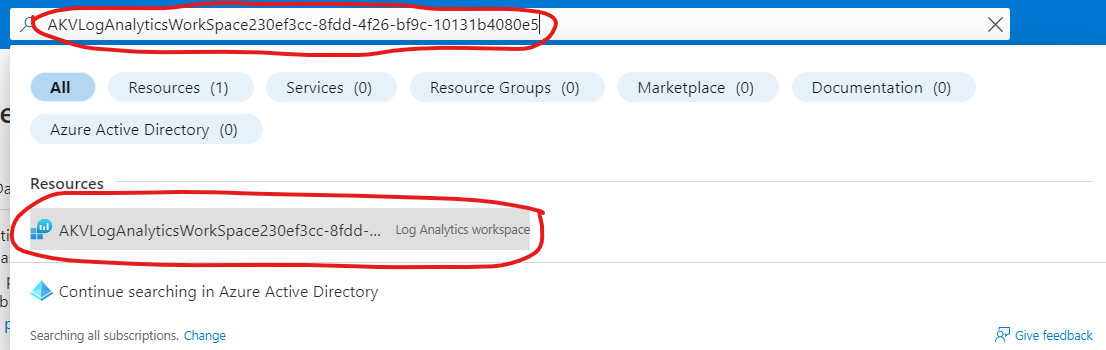 AKVLogAnalyticsWorkSpace230ef3cc-8fdd-4f26-bf9c-10131b4080e5
All Resources (1) Services (0) Resource Groups (0) Marketplace (0) Documentation (0)
Azure Active Directory (0)
Resources
AKVLogAnalyticsWorkSpace230ef3cc-8fdd-... Log Analytics workspace
Continue searching in Azure Active Directory
Searching all subscriptions. Change Give feedback